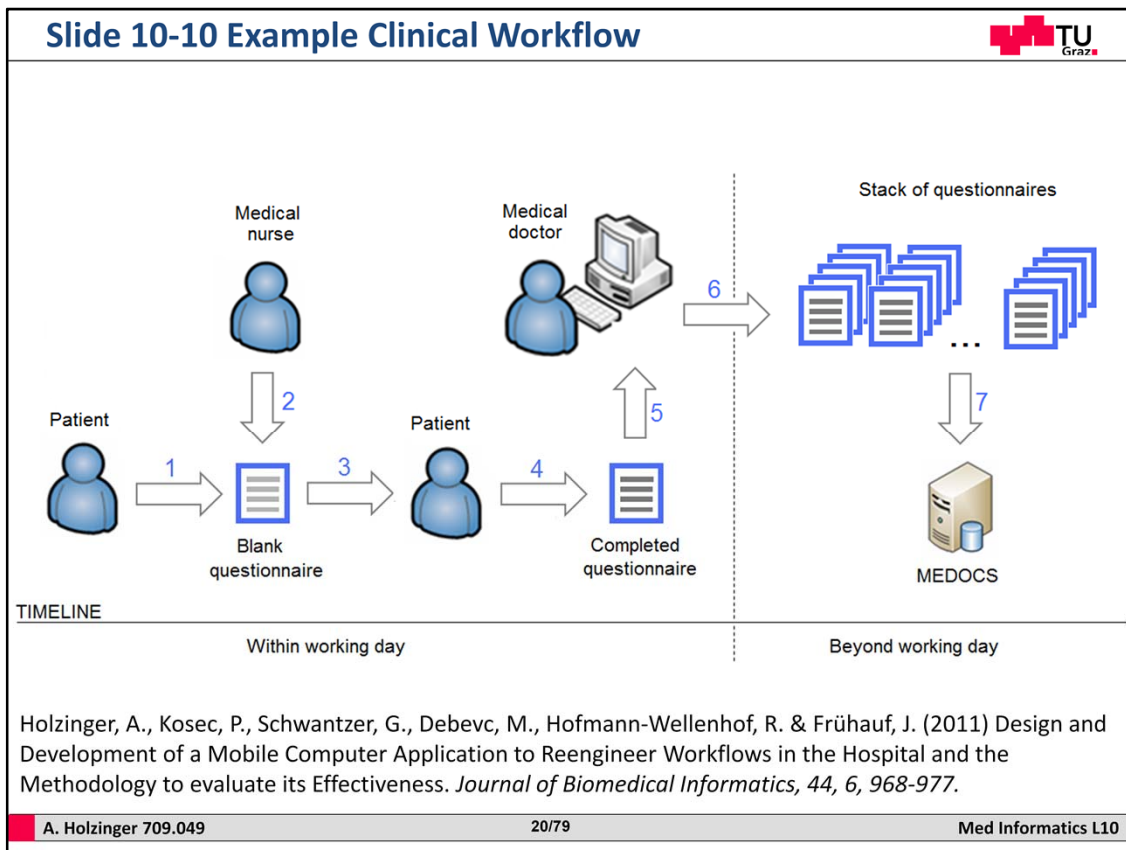 Slide 10-10 Example Clinical Workflow
TU
Graz
Stack of questionnaires
Medical
nurse
Medical
doctor
6
...
2
5
7
Patient
Patient
1
3
4
Blank
questionnaire
Completed
questionnaire
MEDOCS
TIMELINE
Within working day
Beyond working day
Holzinger, A., Kosec, P., Schwantzer, G., Debevc, M., Hofmann-Wellenhof, R. & Frühauf, J. (2011) Design and
Development of a Mobile Computer Application to Reengineer Workflows in the Hospital and the
Methodology to evaluate its Effectiveness. Journal of Biomedical Informatics, 44, 6, 968-977.
A. Holzinger 709.049
20/79
Med Informatics L10